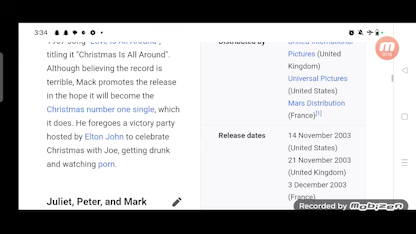 3:34
1967 song "Love Is All Around",
titling it "Christmas Is All Around".
Although believing the record is
terrible, Mack promotes the release
in the hope it will become the
Christmas number one single, which
it does. He foregoes a victory party
hosted by Elton John to celebrate
Christmas with Joe, getting drunk
and watching porn.
Juliet, Peter, and Mark
Distributed by
United International
Pictures (United
Kingdom)
Universal Pictures
(United States)
Mars Distribution
(France)[1]
Release dates
14 November 2003
(United States)
21 November 2003
(United Kingdom)
3 December 2003
(France)
Recorded by Mobizen